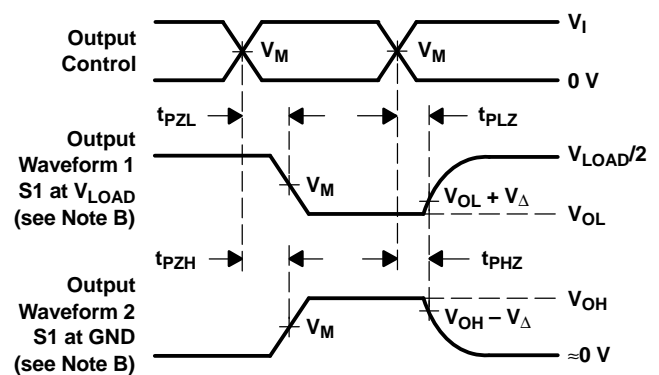 Output
Control
V_M
V_M
V_I
0 V
t_PZL
t_PLZ
Output
Waveform 1
S1 at V_LOAD
(see Note B)
V_M
V_LOAD/2
V_OL + V_Δ
V_OL
t_PZH
t_PHZ
Output
Waveform 2
S1 at GND
(see Note B)
V_M
V_OH
V_OH − V_Δ
≈0 V